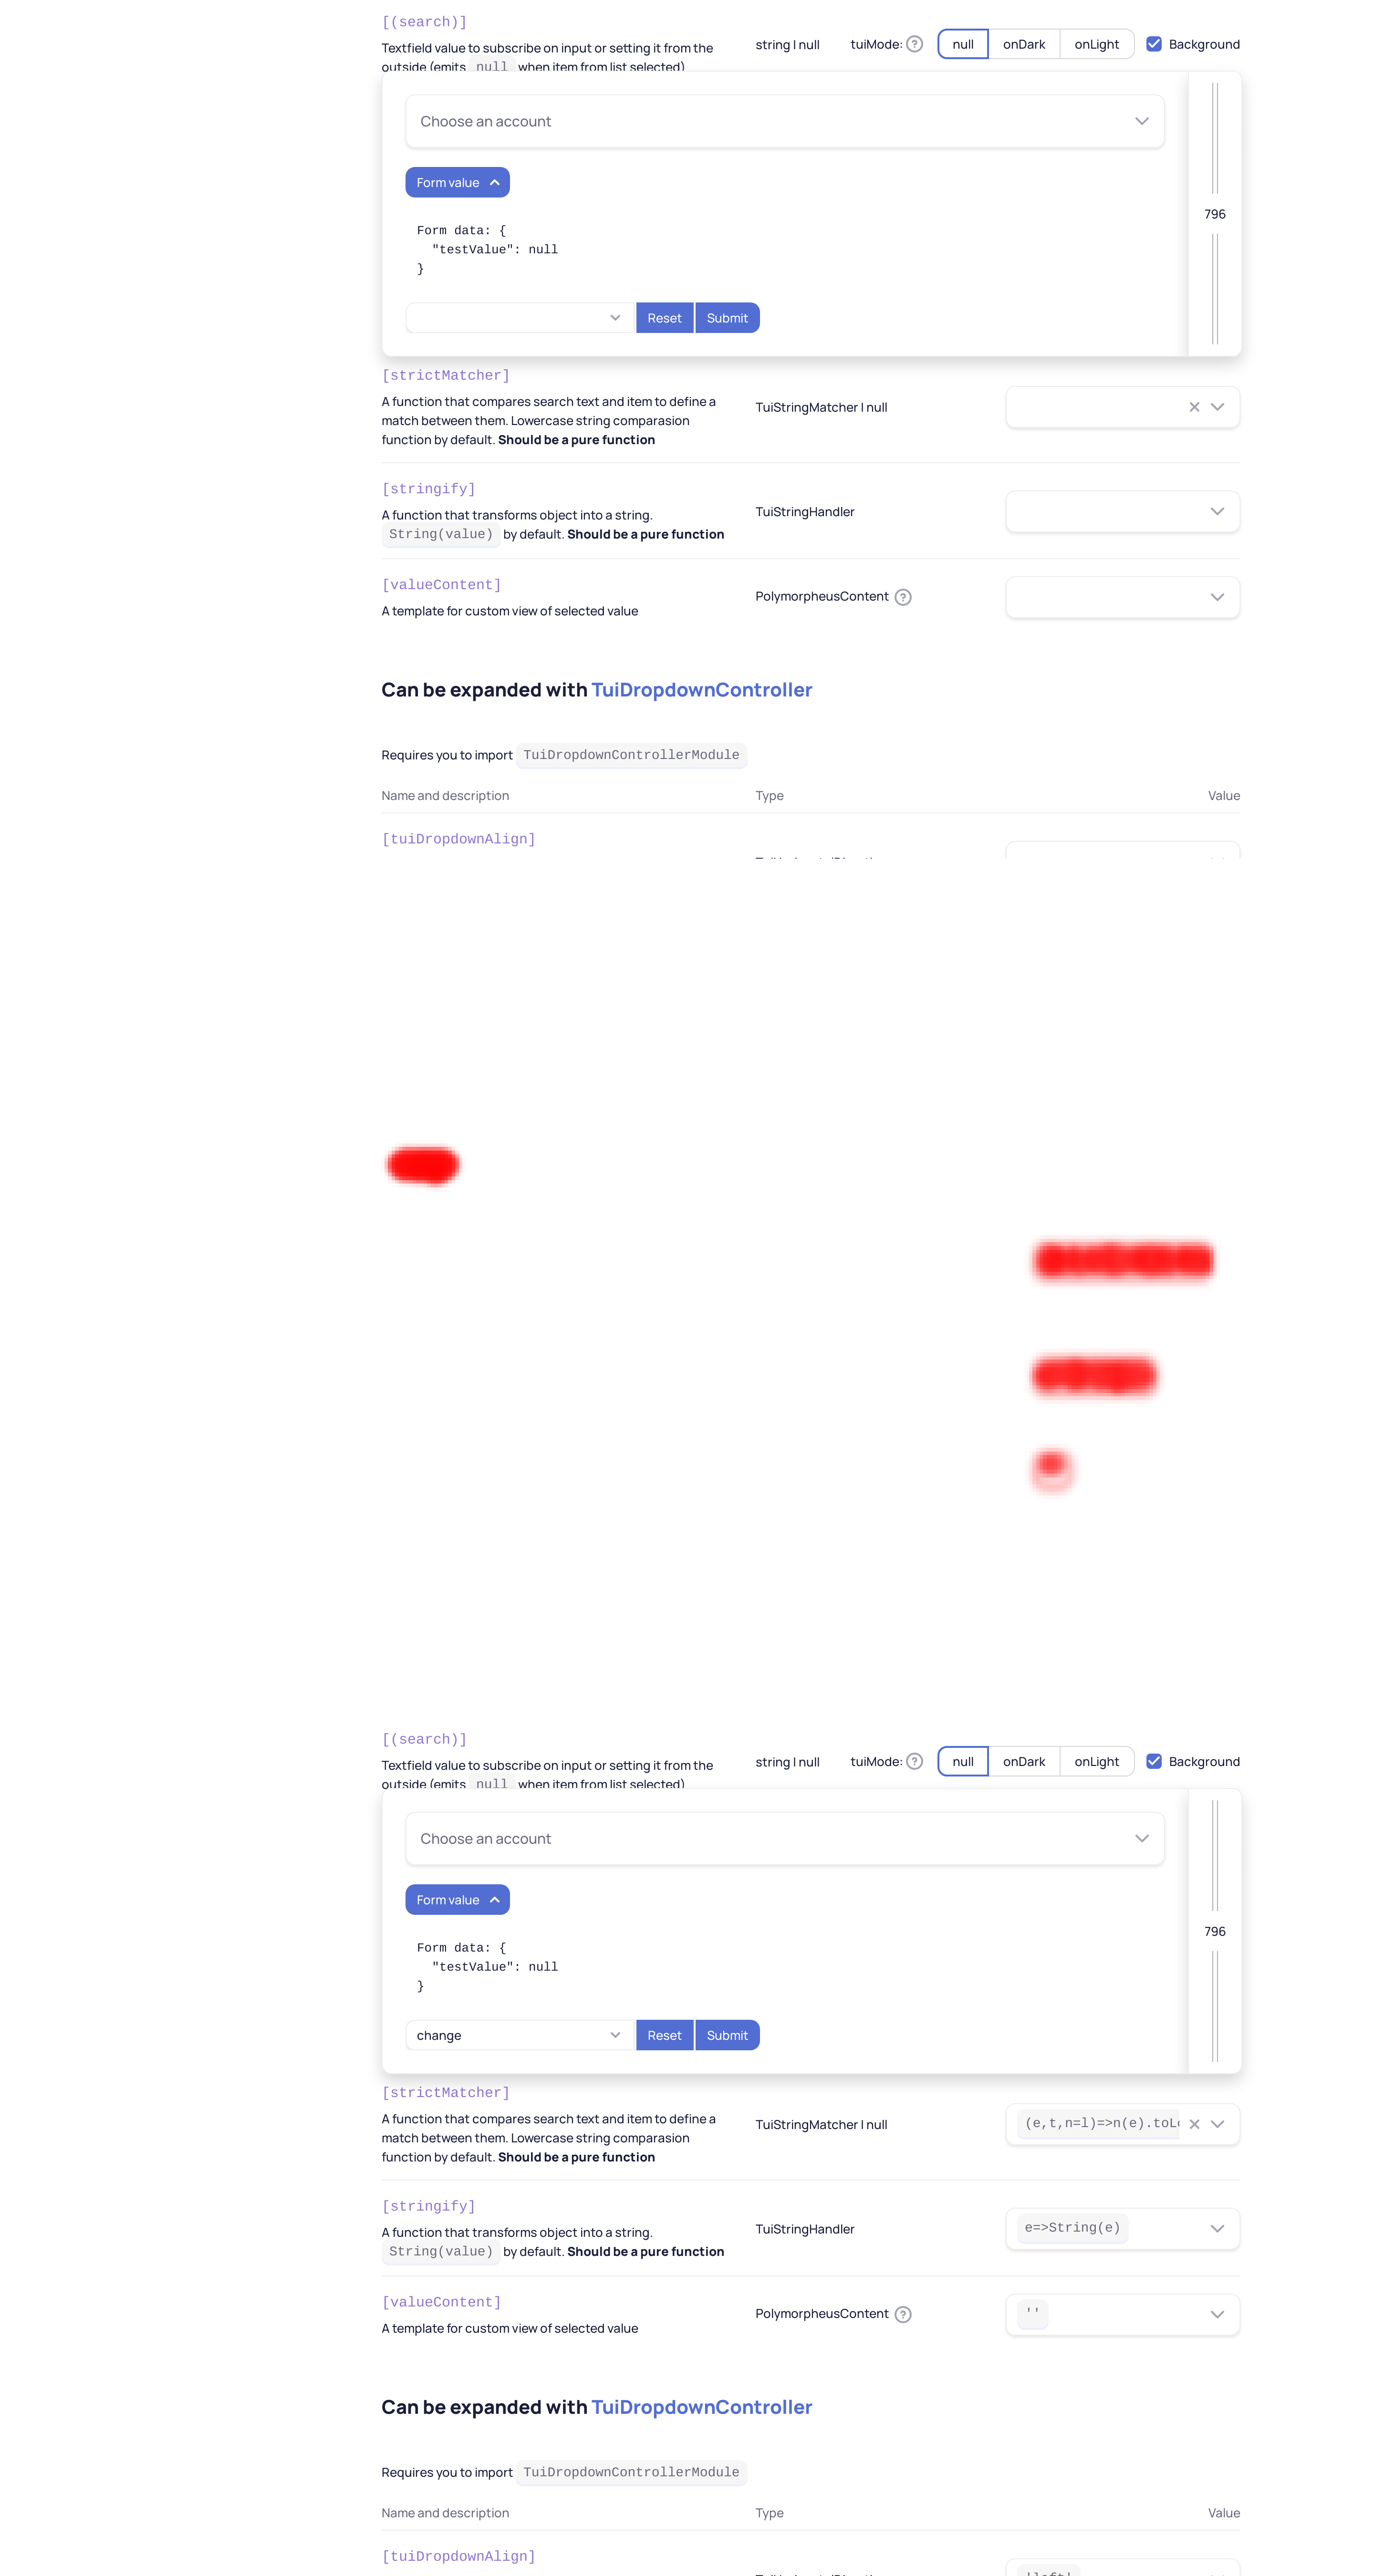 [(search)]
Textfield value to subscribe on input or setting it from the
outside (emits null when item from list selected)
string | null
tuiMode:
null
onDark
onLight
Background
Choose an account
Form value
Form data: {
"testValue": null
}
796
Reset
Submit
[strictMatcher]
A function that compares search text and item to define a
match between them. Lowercase string comparasion
function by default. Should be a pure function
TuiStringMatcher | null
[stringify]
A function that transforms object into a string.
String(value) by default. Should be a pure function
TuiStringHandler
[valueContent]
A template for custom view of selected value
PolymorpheusContent
Can be expanded with TuiDropdownController
Requires you to import TuiDropdownControllerModule
Name and description
Type
Value
[tuiDropdownAlign]
[(search)]
Textfield value to subscribe on input or setting it from the
outside (emits null when item from list selected)
string | null
tuiMode:
null
onDark
onLight
Background
Choose an account
Form value
Form data: {
"testValue": null
}
796
change
Reset
Submit
[strictMatcher]
A function that compares search text and item to define a
match between them. Lowercase string comparasion
function by default. Should be a pure function
TuiStringMatcher | null
(e,t,n=l)=>n(e).toLo
[stringify]
A function that transforms object into a string.
String(value) by default. Should be a pure function
TuiStringHandler
e=>String(e)
[valueContent]
A template for custom view of selected value
PolymorpheusContent
''
Can be expanded with TuiDropdownController
Requires you to import TuiDropdownControllerModule
Name and description
Type
Value
[tuiDropdownAlign]